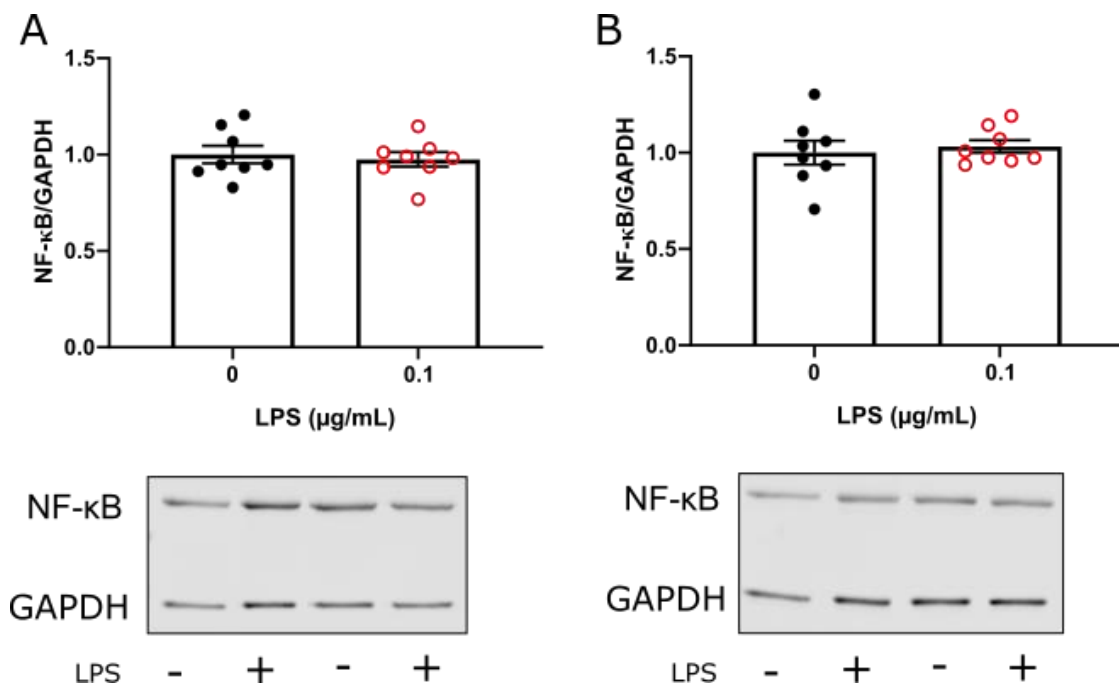 A
1.5
1.0
0.5
0.0
NF-κB/GAPDH
0
0.1
LPS (µg/mL)
NF-κB
GAPDH
LPS - + - +
B
1.5
1.0
0.5
0.0
NF-κB/GAPDH
0
0.1
LPS (µg/mL)
NF-κB
GAPDH
LPS - + - +